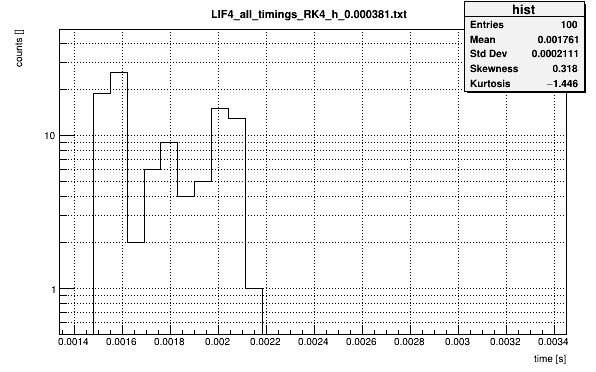 LIF4_all_timings_RK4_h_0.000381.txt
hist
Entries 100
Mean 0.001761
Std Dev 0.0002111
Skewness 0.318
Kurtosis −1.446
counts []
10
1
0.0014 0.0016 0.0018 0.002 0.0022 0.0024 0.0026 0.0028 0.003 0.0032 0.0034
time [s]